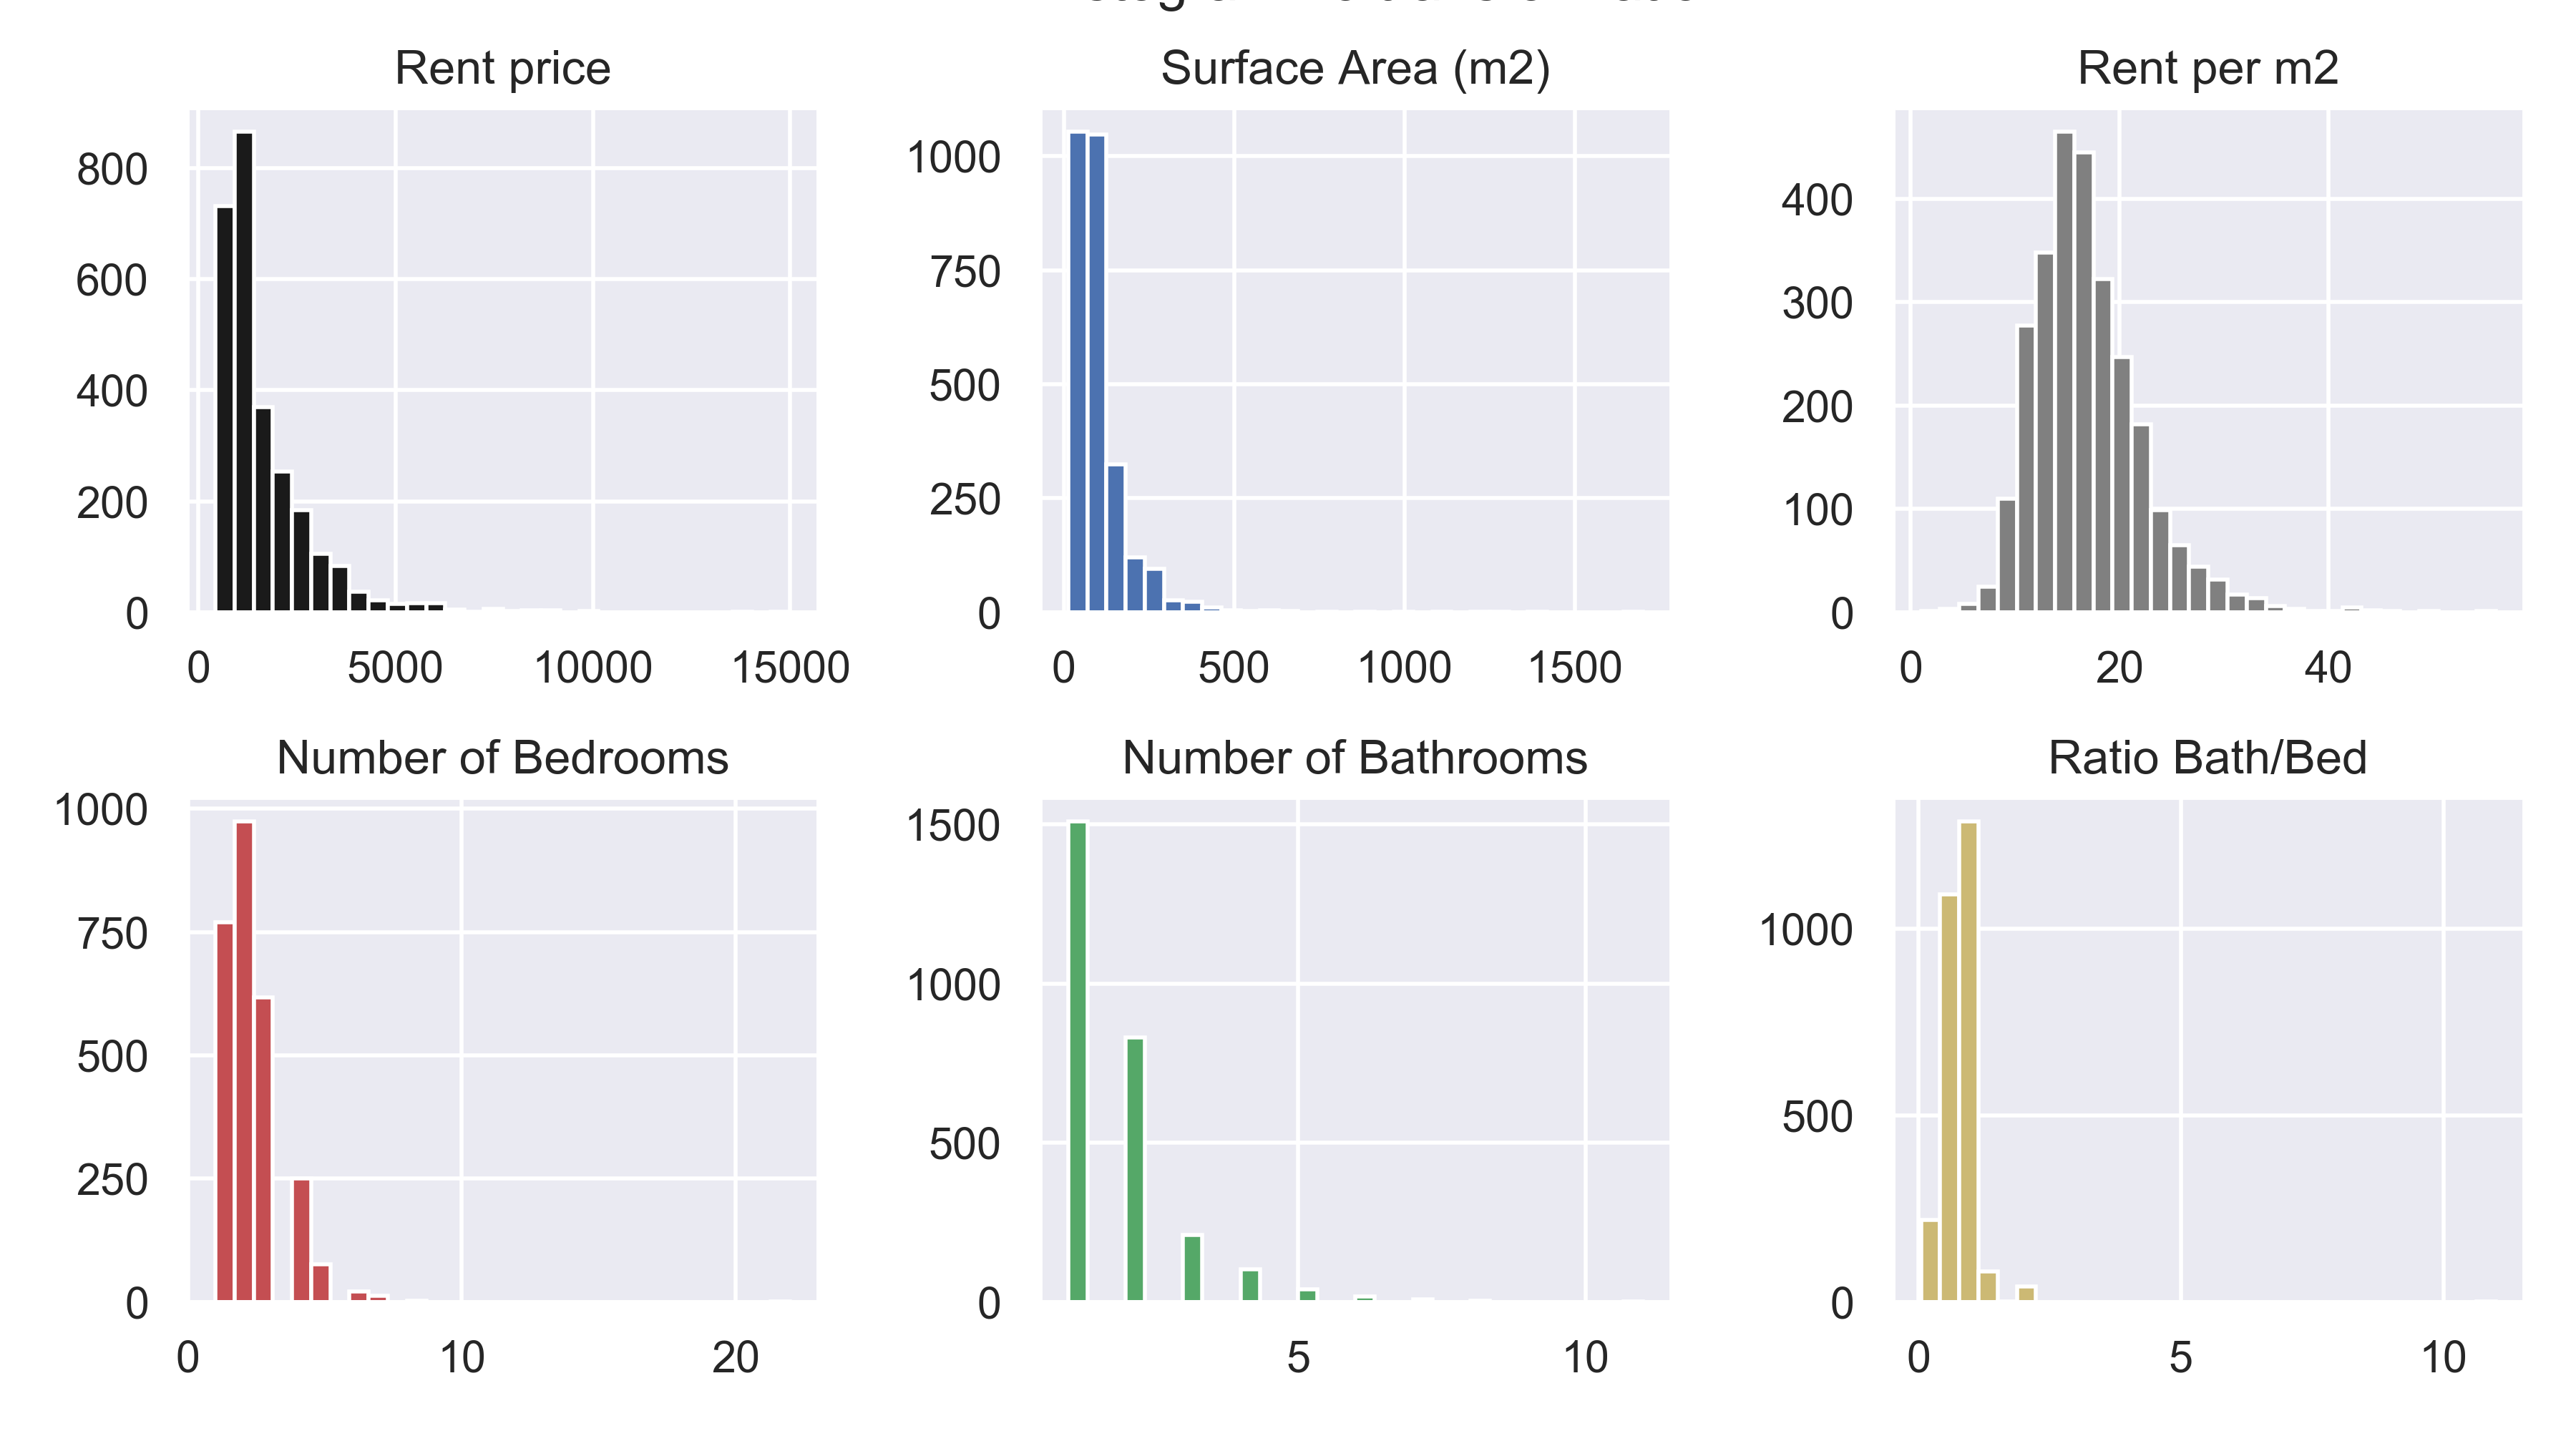 Rent price
Surface Area (m2)
Rent per m2
800
600
400
200
0
0 5000 10000 15000
1000
750
500
250
0
0 500 1000 1500
400
300
200
100
0
0 20 40
Number of Bedrooms
Number of Bathrooms
Ratio Bath/Bed
1000
750
500
250
0
0 10 20
1500
1000
500
0
5 10
1000
500
0
0 5 10